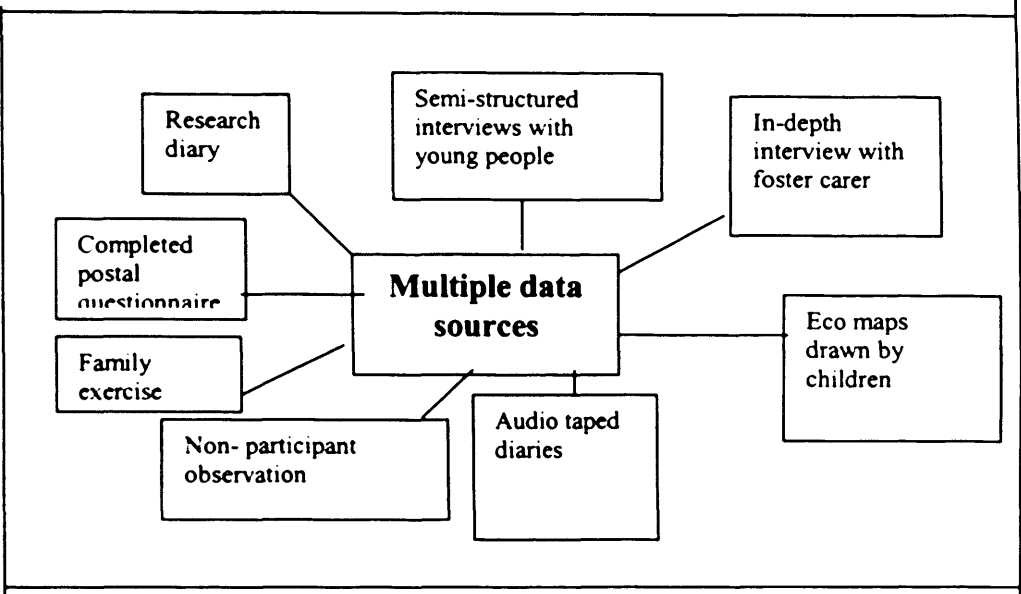 Research
diary
Semi-structured
interviews with
young people
In-depth
interview with
foster carer
Completed
postal
questionnaire
Multiple data
sources
Eco maps
drawn by
children
Family
exercise
Non- participant
observation
Audio taped
diaries